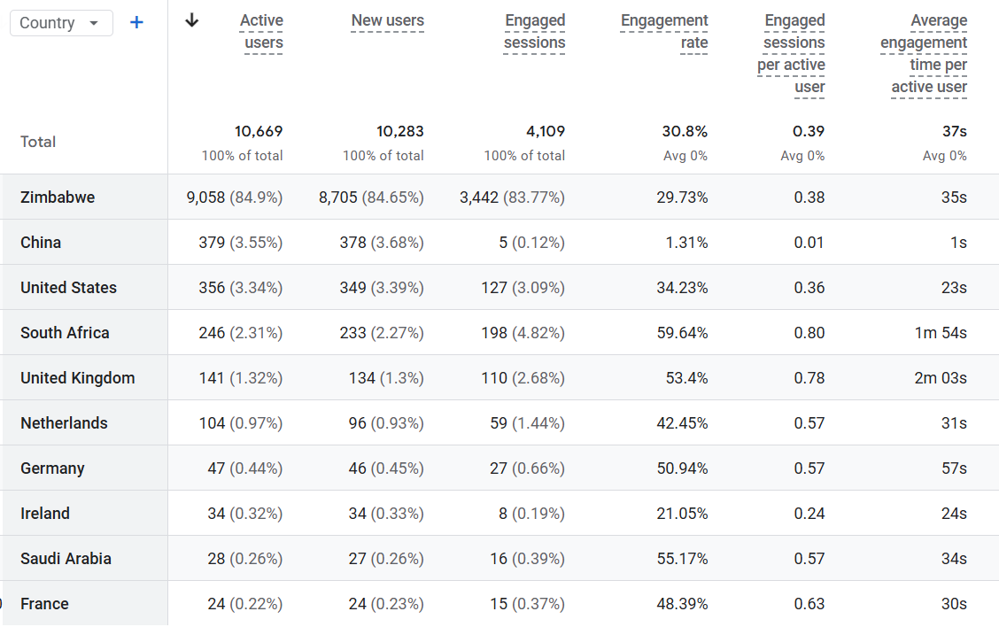 Country
Active users
New users
Engaged sessions
Engagement rate
Engaged sessions per active user
Average engagement time per active user
Total
10,669 10,283 4,109 30.8% 0.39 37s
100% of total 100% of total 100% of total Avg 0% Avg 0% Avg 0%
Zimbabwe 9,058 (84.9%) 8,705 (84.65%) 3,442 (83.77%) 29.73% 0.38 35s
China 379 (3.55%) 378 (3.68%) 5 (0.12%) 1.31% 0.01 1s
United States 356 (3.34%) 349 (3.39%) 127 (3.09%) 34.23% 0.36 23s
South Africa 246 (2.31%) 233 (2.27%) 198 (4.82%) 59.64% 0.80 1m 54s
United Kingdom 141 (1.32%) 134 (1.3%) 110 (2.68%) 53.4% 0.78 2m 03s
Netherlands 104 (0.97%) 96 (0.93%) 59 (1.44%) 42.45% 0.57 31s
Germany 47 (0.44%) 46 (0.45%) 27 (0.66%) 50.94% 0.57 57s
Ireland 34 (0.32%) 34 (0.33%) 8 (0.19%) 21.05% 0.24 24s
Saudi Arabia 28 (0.26%) 27 (0.26%) 16 (0.39%) 55.17% 0.57 34s
France 24 (0.22%) 24 (0.23%) 15 (0.37%) 48.39% 0.63 30s